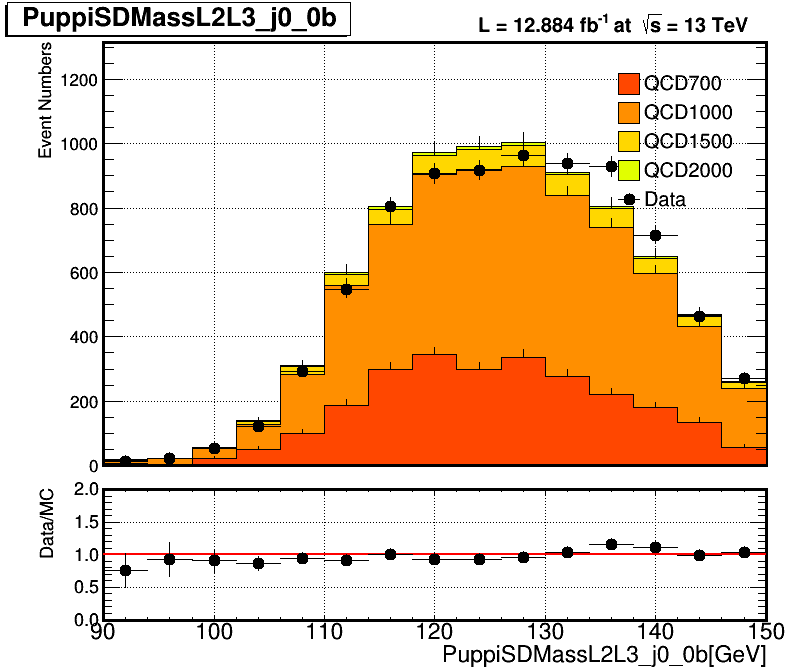 PuppiSDMassL2L3_j0_0b
L = 12.884 fb⁻¹ at √s = 13 TeV
Event Numbers
1200
1000
800
600
400
200
0
QCD700
QCD1000
QCD1500
QCD2000
Data
Data/MC
2.0
1.5
1.0
0.5
0.0
90 100 110 120 130 140 150
PuppiSDMassL2L3_j0_0b[GeV]